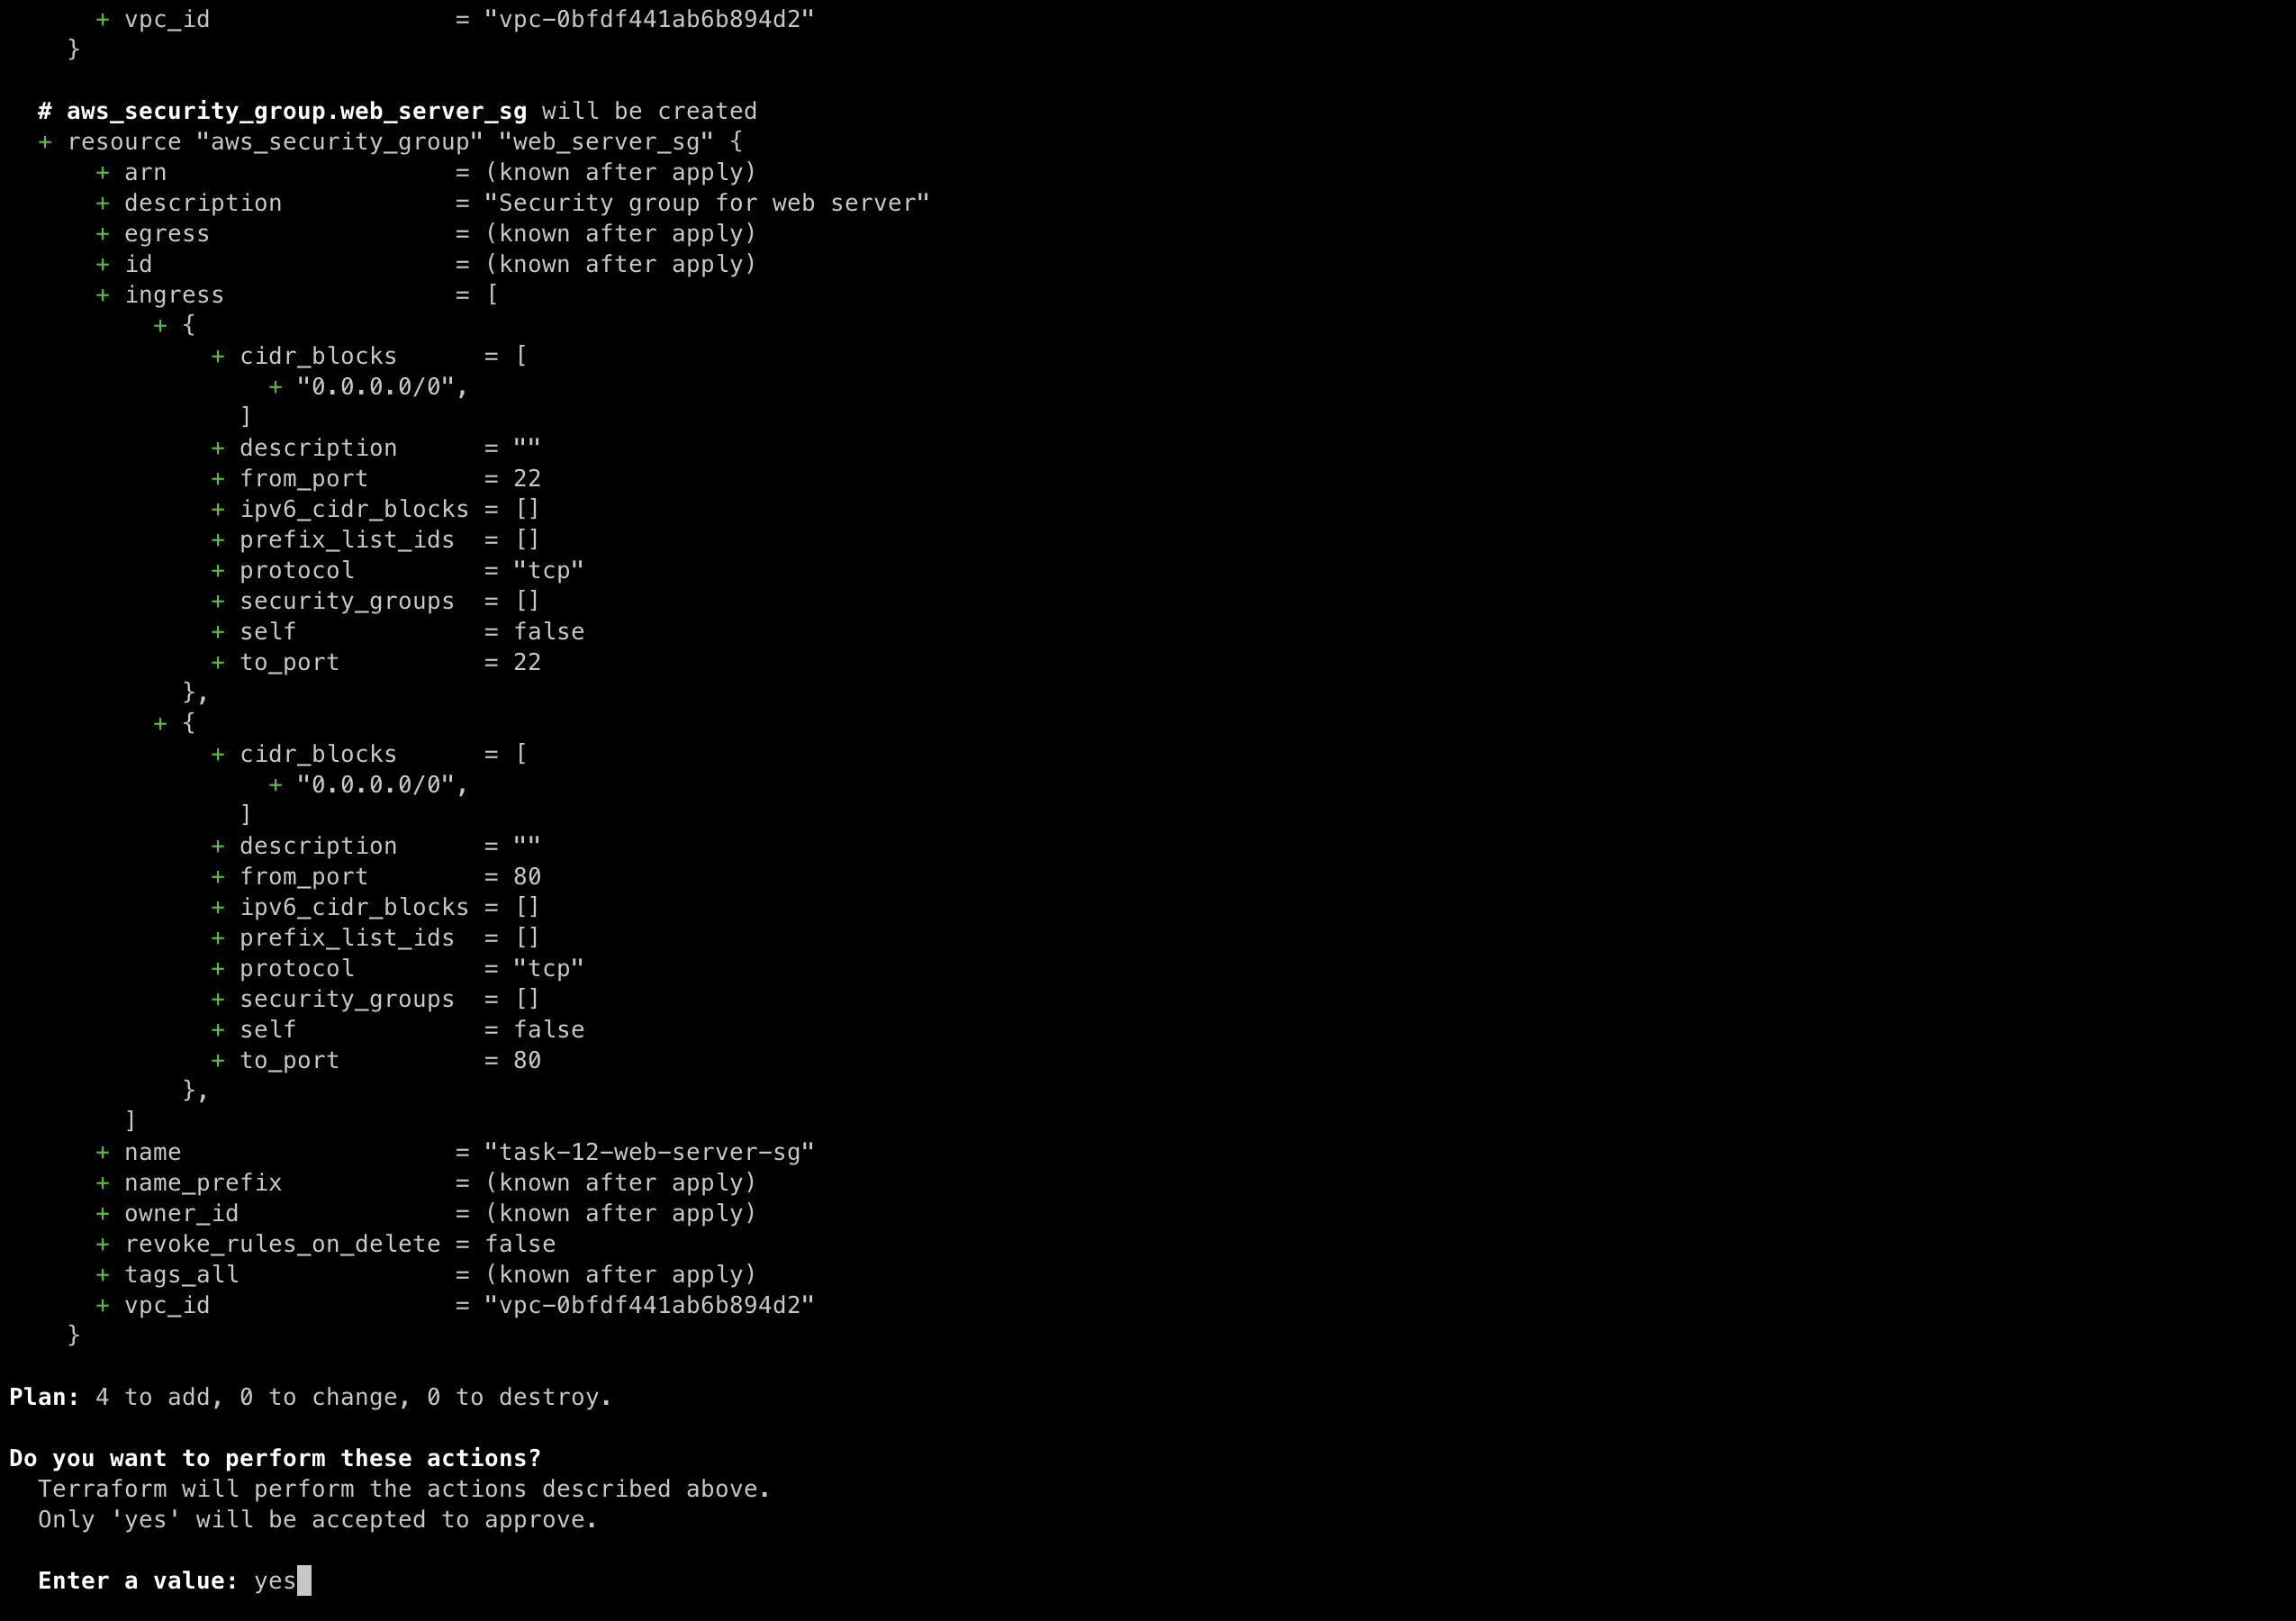 + vpc_id                 = "vpc-0bfdf441ab6b894d2"
}
# aws_security_group.web_server_sg will be created
+ resource "aws_security_group" "web_server_sg" {
+ arn                    = (known after apply)
+ description            = "Security group for web server"
+ egress                 = (known after apply)
+ id                     = (known after apply)
+ ingress                = [
+ {
+ cidr_blocks      = [
+ "0.0.0.0/0",
]
+ description      = ""
+ from_port        = 22
+ ipv6_cidr_blocks = []
+ prefix_list_ids  = []
+ protocol         = "tcp"
+ security_groups  = []
+ self             = false
+ to_port          = 22
},
+ {
+ cidr_blocks      = [
+ "0.0.0.0/0",
]
+ description      = ""
+ from_port        = 80
+ ipv6_cidr_blocks = []
+ prefix_list_ids  = []
+ protocol         = "tcp"
+ security_groups  = []
+ self             = false
+ to_port          = 80
},
]
+ name                   = "task-12-web-server-sg"
+ name_prefix            = (known after apply)
+ owner_id               = (known after apply)
+ revoke_rules_on_delete = false
+ tags_all               = (known after apply)
+ vpc_id                 = "vpc-0bfdf441ab6b894d2"
}
Plan: 4 to add, 0 to change, 0 to destroy.
Do you want to perform these actions?
Terraform will perform the actions described above.
Only 'yes' will be accepted to approve.
Enter a value: yes